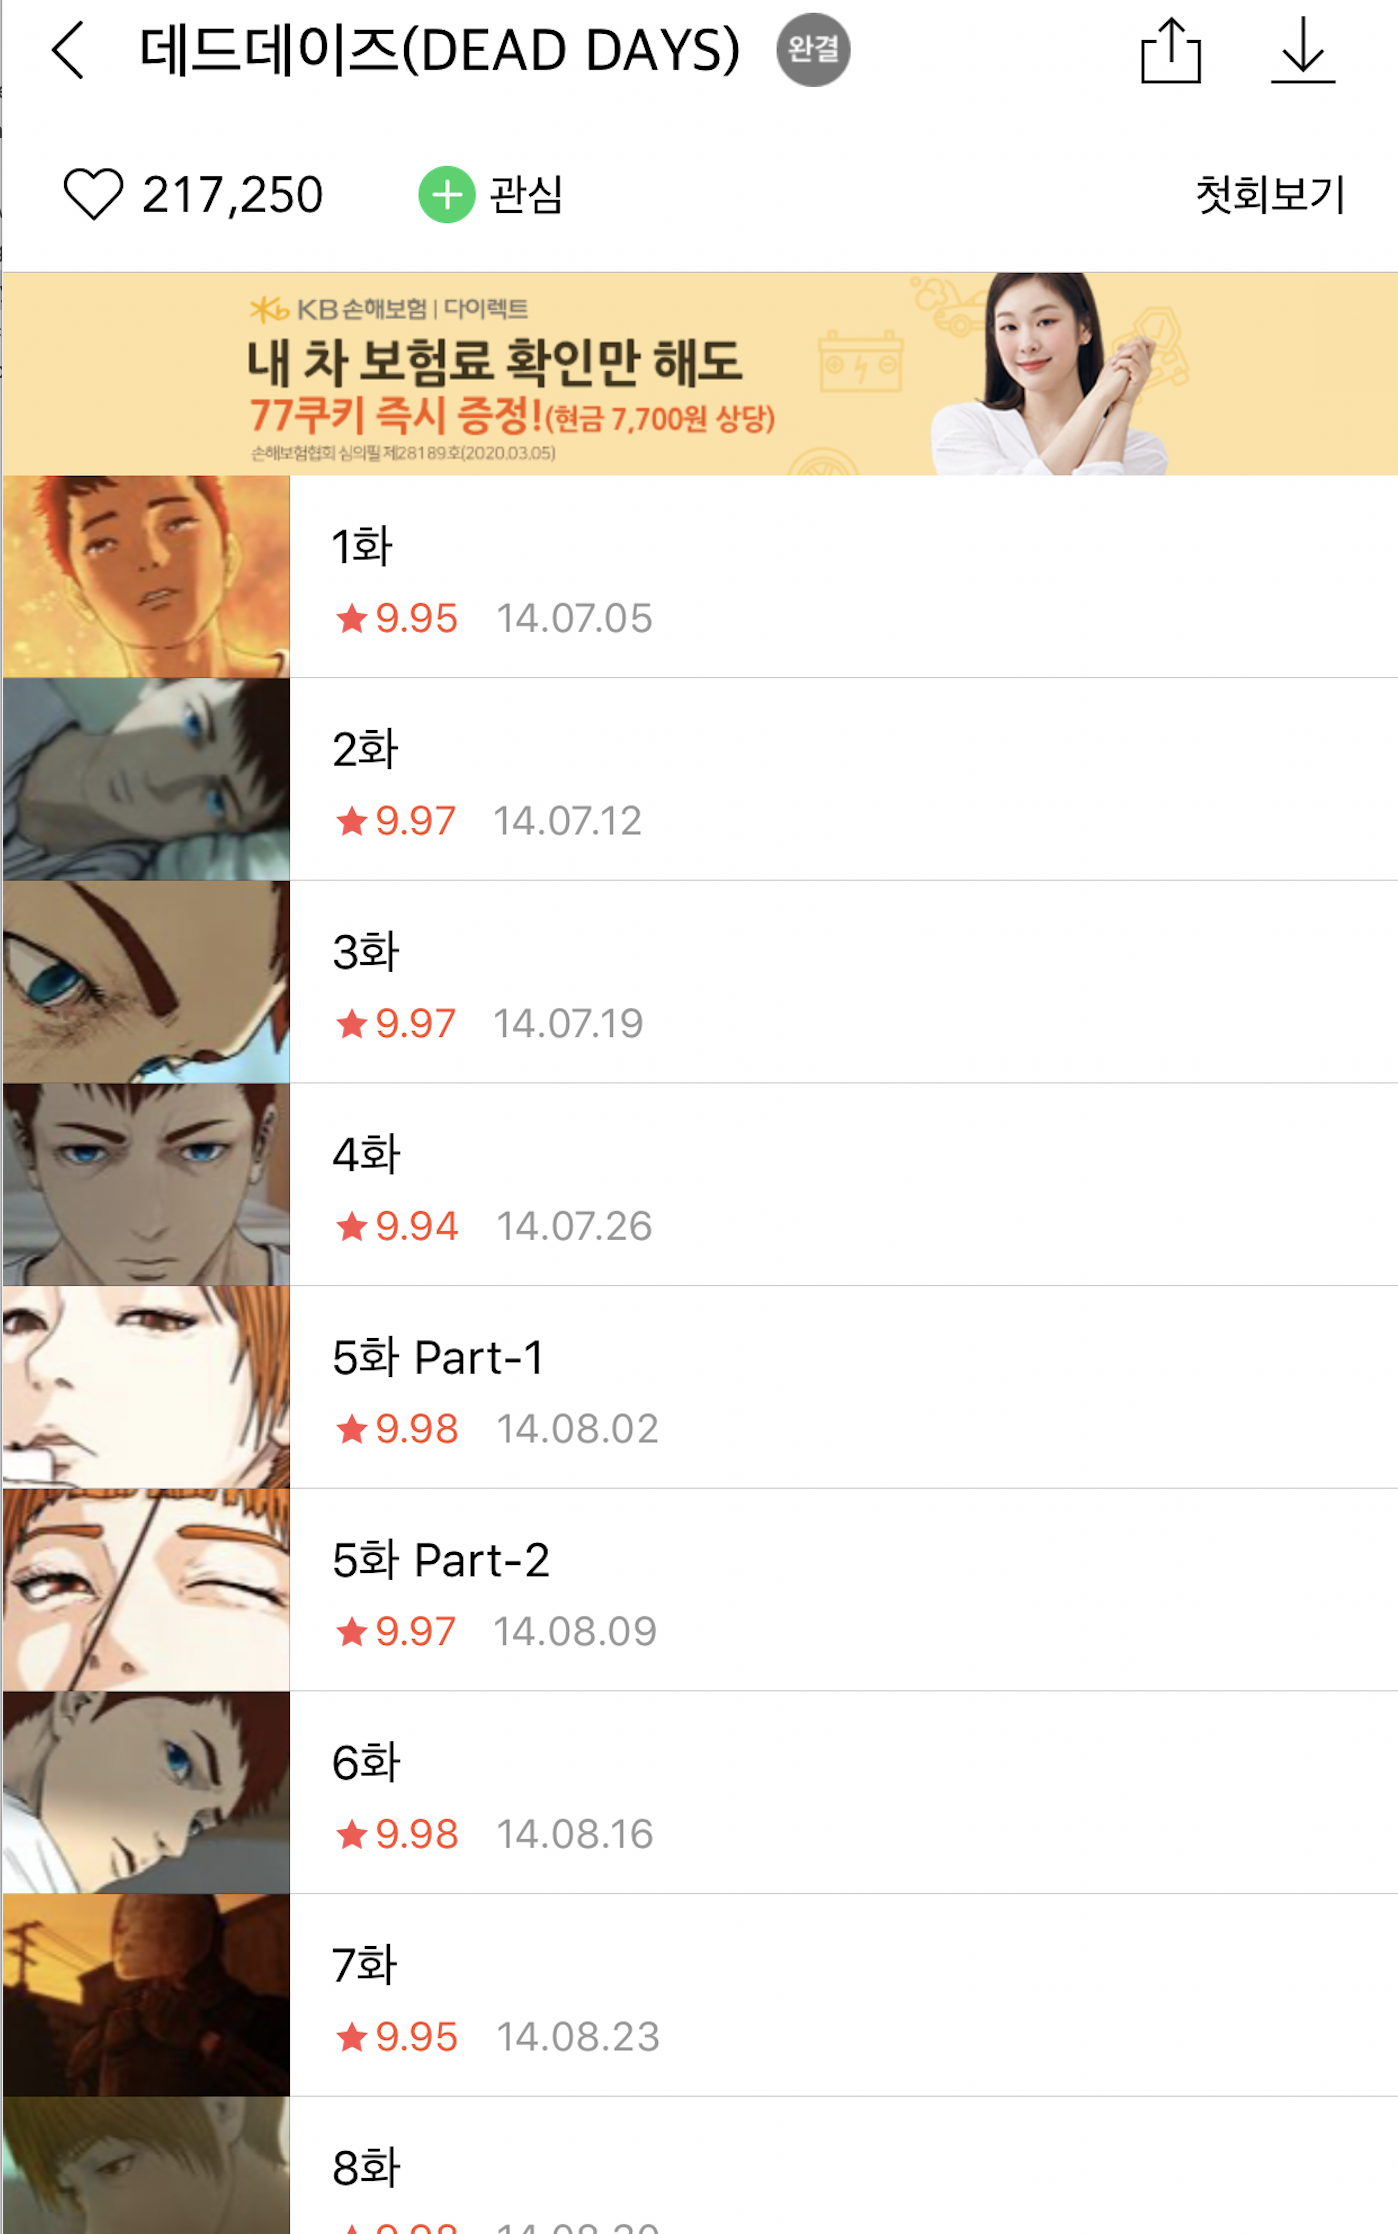 데드데이즈(DEAD DAYS) 완결
217,250 관심 첫회보기
KB 손해보험 | 다이렉트
내 차 보험료 확인만 해도
77쿠키 즉시 증정!(현금 7,700원 상당)
손해보험협회 심의필 제28189호(2020.03.05)
1화
★9.95 14.07.05
2화
★9.97 14.07.12
3화
★9.97 14.07.19
4화
★9.94 14.07.26
5화 Part-1
★9.98 14.08.02
5화 Part-2
★9.97 14.08.09
6화
★9.98 14.08.16
7화
★9.95 14.08.23
8화